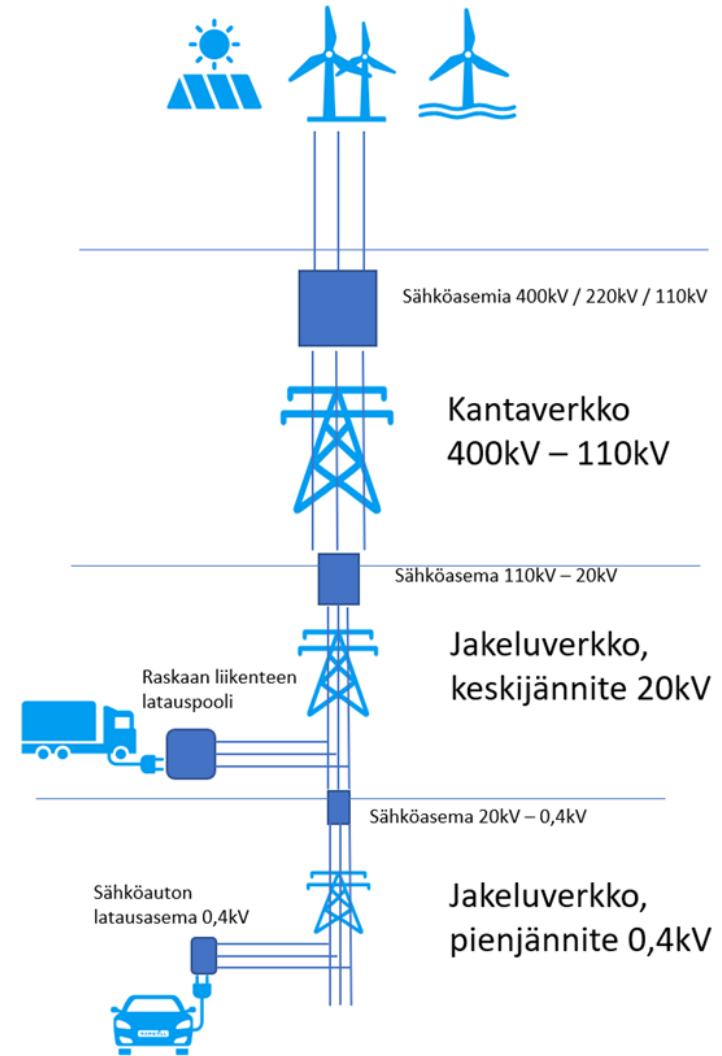 Sähköasemia 400kV / 220kV / 110kV
Kantaverkko
400kV – 110kV
Sähköasema 110kV – 20kV
Jakeluverkko,
keskijännite 20kV
Raskaan liikenteen
latauspooli
Sähköasema 20kV – 0,4kV
Jakeluverkko,
pienjännite 0,4kV
Sähköauton
latausasema 0,4kV